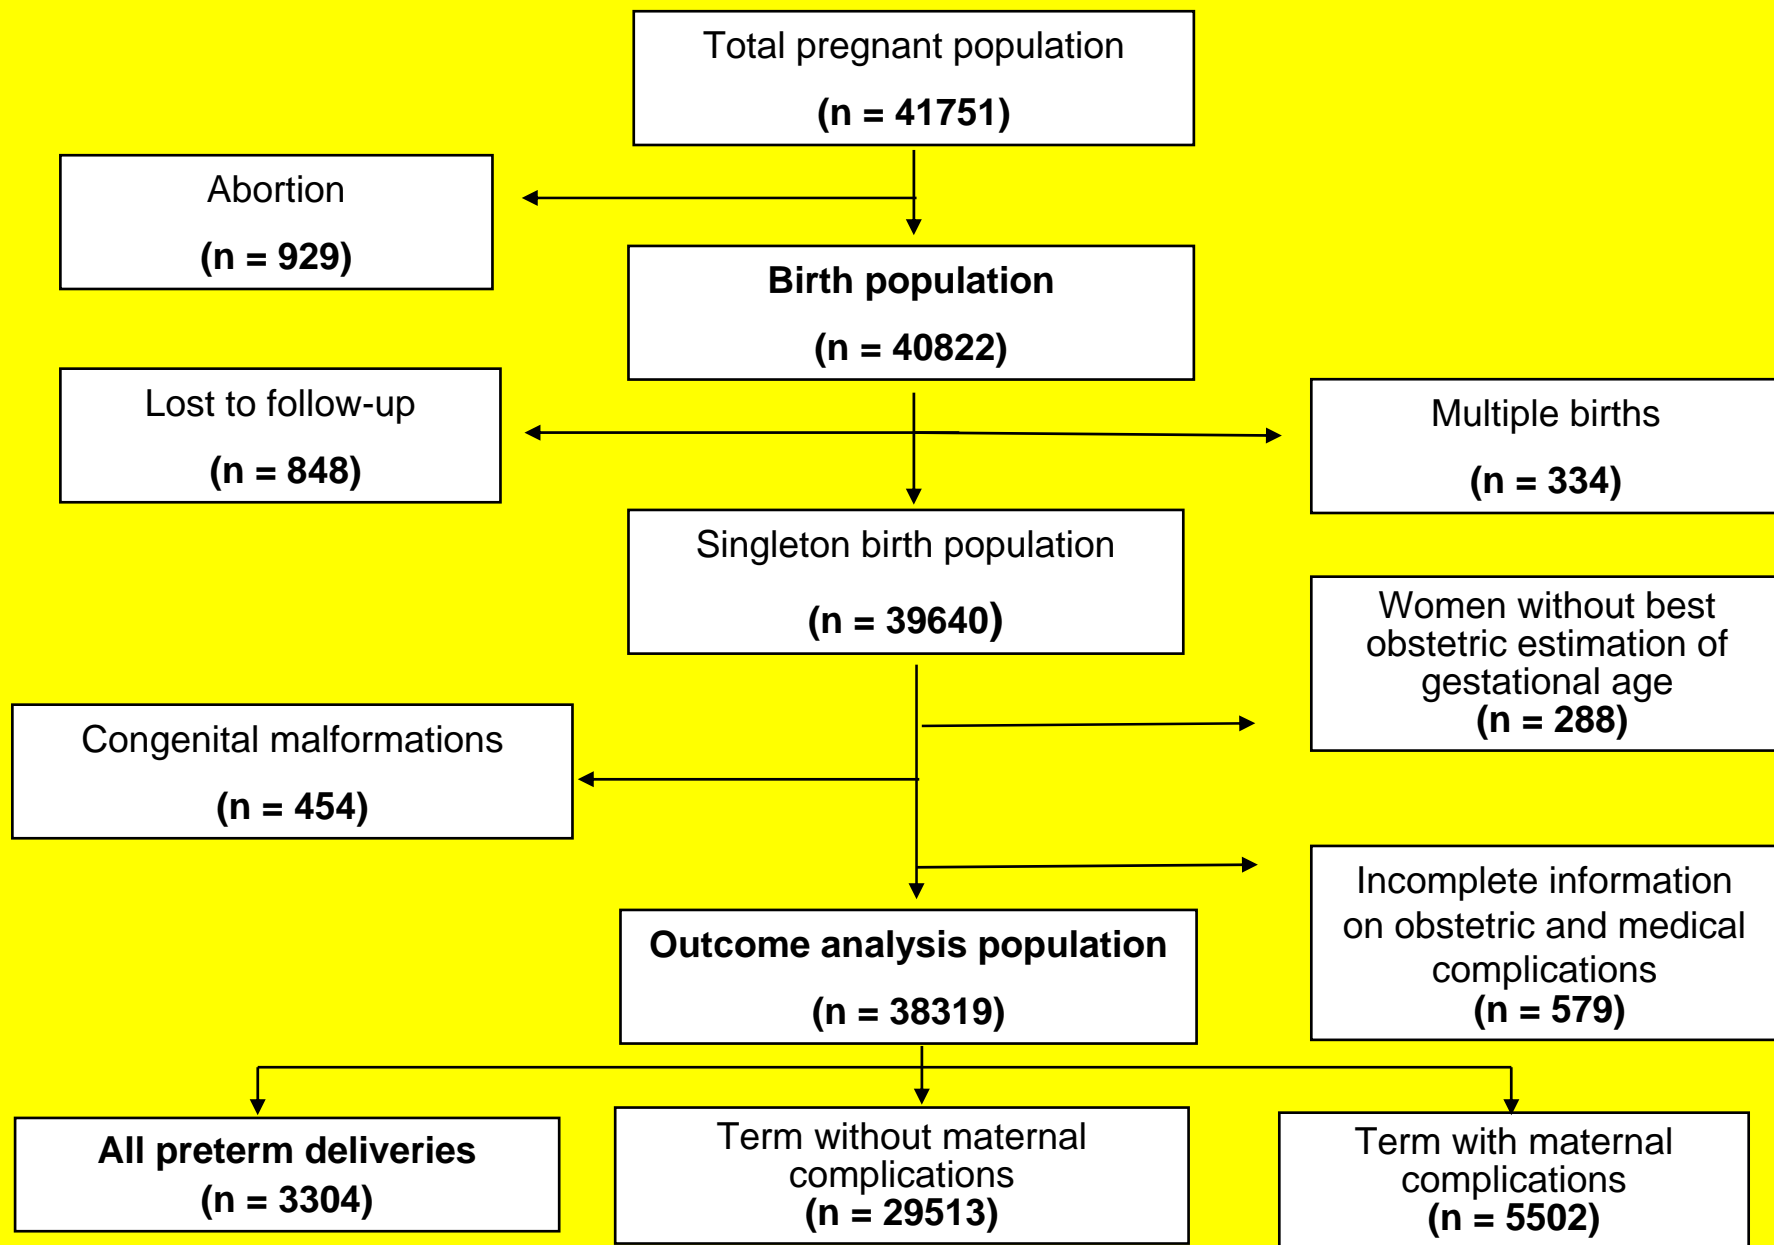 Total pregnant population
(n = 41751)
Abortion
(n = 929)
Birth population
(n = 40822)
Lost to follow-up
(n = 848)
Multiple births
(n = 334)
Singleton birth population
(n = 39640)
Women without best
obstetric estimation of
gestational age
(n = 288)
Congenital malformations
(n = 454)
Incomplete information
on obstetric and medical
complications
(n = 579)
Outcome analysis population
(n = 38319)
All preterm deliveries
(n = 3304)
Term without maternal
complications
(n = 29513)
Term with maternal
complications
(n = 5502)